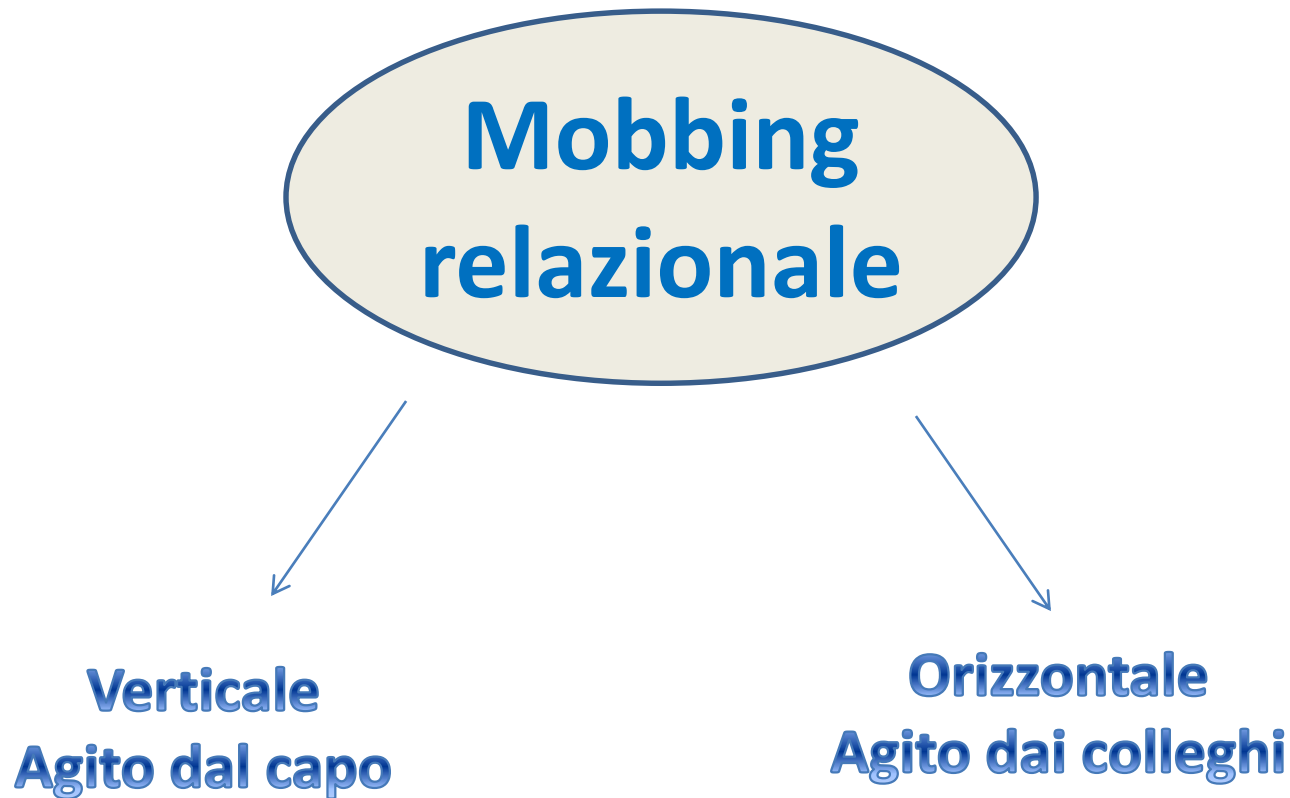 Mobbing
relazionale
Verticale
Agito dal capo
Orizzontale
Agito dai colleghi